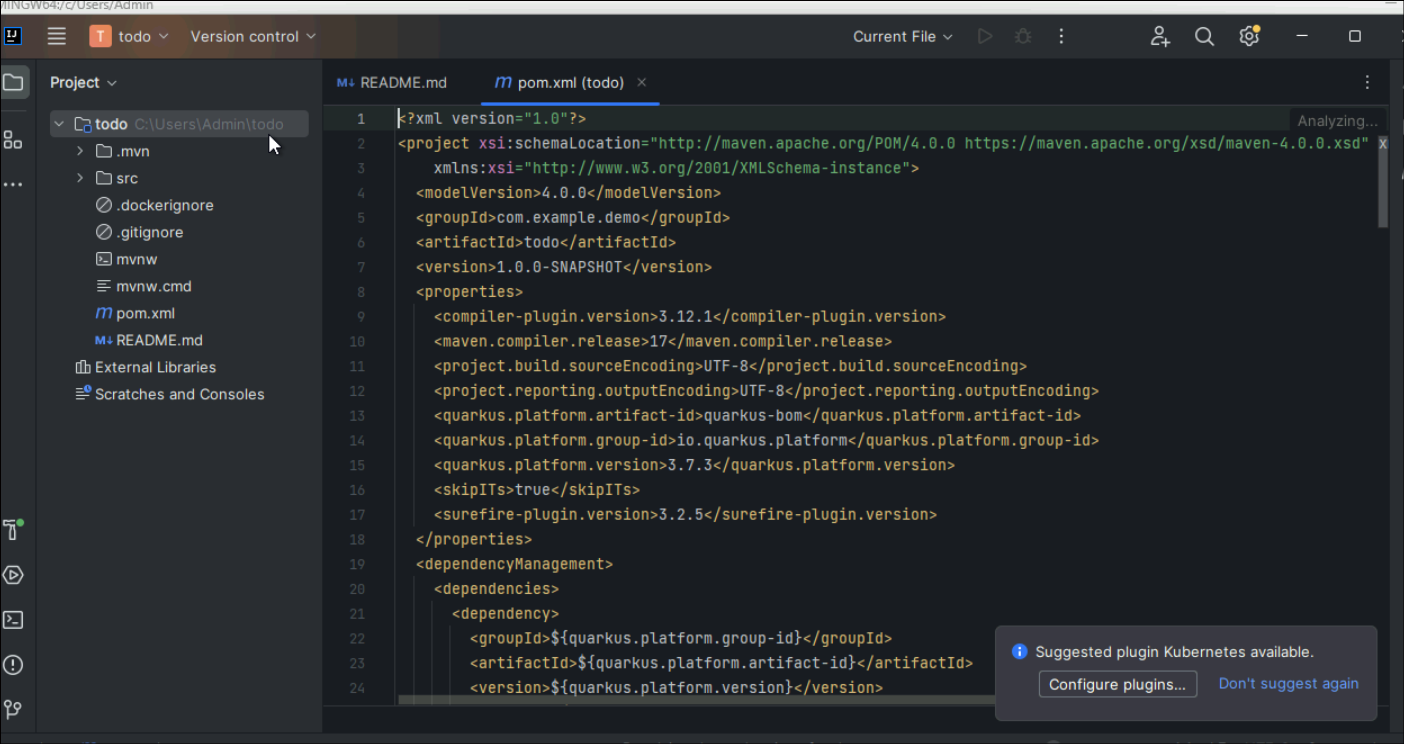 MINGW64:/c/Users/Admin
IJ
T todo Version control Current File
Project
README.md
pom.xml (todo)
todo C:\Users\Admin\todo
.mvn
src
.dockerignore
.gitignore
mvnw
mvnw.cmd
m pom.xml
M↓ README.md
External Libraries
Scratches and Consoles
Analyzing...
1 <?xml version="1.0"?>
2 <project xsi:schemaLocation="http://maven.apache.org/POM/4.0.0 https://maven.apache.org/xsd/maven-4.0.0.xsd" x
3 xmlns:xsi="http://www.w3.org/2001/XMLSchema-instance">
4 <modelVersion>4.0.0</modelVersion>
5 <groupId>com.example.demo</groupId>
6 <artifactId>todo</artifactId>
7 <version>1.0.0-SNAPSHOT</version>
8 <properties>
9 <compiler-plugin.version>3.12.1</compiler-plugin.version>
10 <maven.compiler.release>17</maven.compiler.release>
11 <project.build.sourceEncoding>UTF-8</project.build.sourceEncoding>
12 <project.reporting.outputEncoding>UTF-8</project.reporting.outputEncoding>
13 <quarkus.platform.artifact-id>quarkus-bom</quarkus.platform.artifact-id>
14 <quarkus.platform.group-id>io.quarkus.platform</quarkus.platform.group-id>
15 <quarkus.platform.version>3.7.3</quarkus.platform.version>
16 <skipITs>true</skipITs>
17 <surefire-plugin.version>3.2.5</surefire-plugin.version>
18 </properties>
19 <dependencyManagement>
20 <dependencies>
21 <dependency>
22 <groupId>${quarkus.platform.group-id}</groupId>
23 <artifactId>${quarkus.platform.artifact-id}</artifactId>
24 <version>${quarkus.platform.version}</version>
Suggested plugin Kubernetes available.
Configure plugins... Don't suggest again